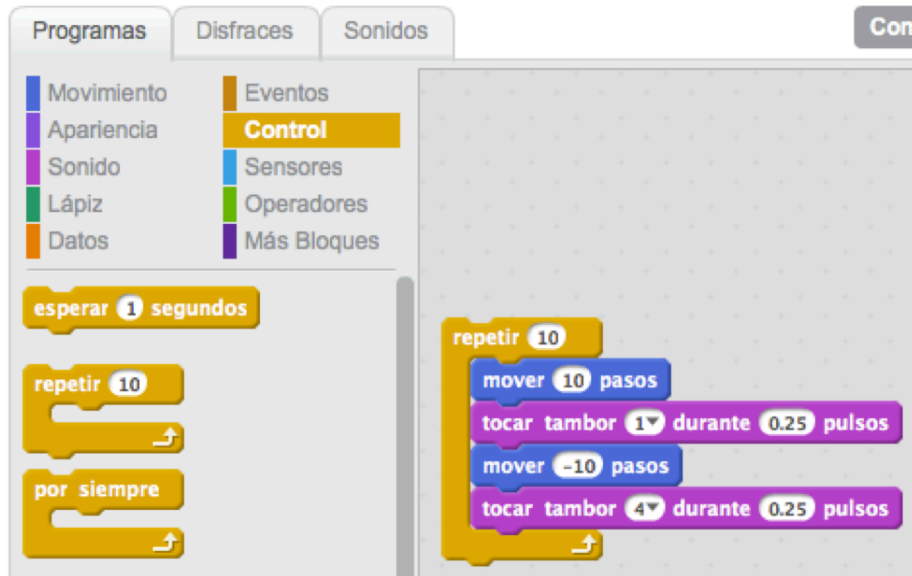 Programas Disfraces Sonidos
Movimiento Eventos
Apariencia Control
Sonido Sensores
Lápiz Operadores
Datos Más Bloques
esperar 1 segundos
repetir 10
por siempre
repetir 10
mover 10 pasos
tocar tambor 1 durante 0.25 pulsos
mover -10 pasos
tocar tambor 4 durante 0.25 pulsos